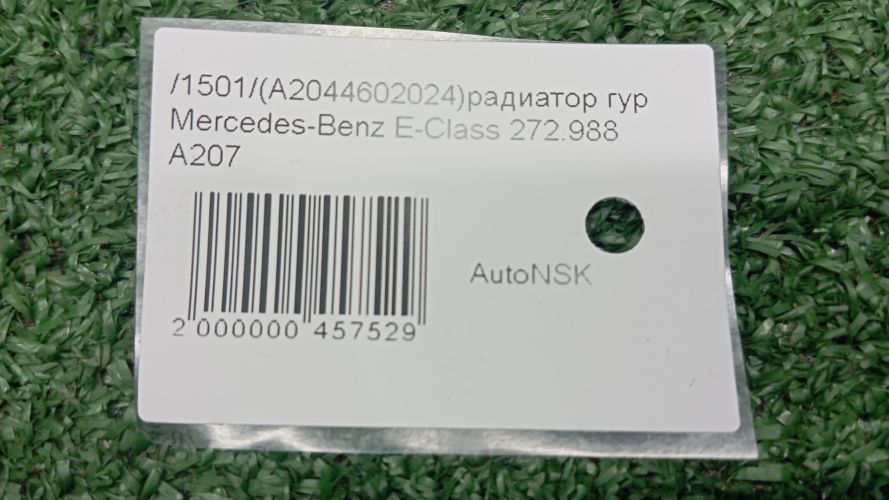 /1501/(A2044602024)радиатор гур
Mercedes-Benz E-Class 272.988
A207
AutoNSK
2 000000 457529